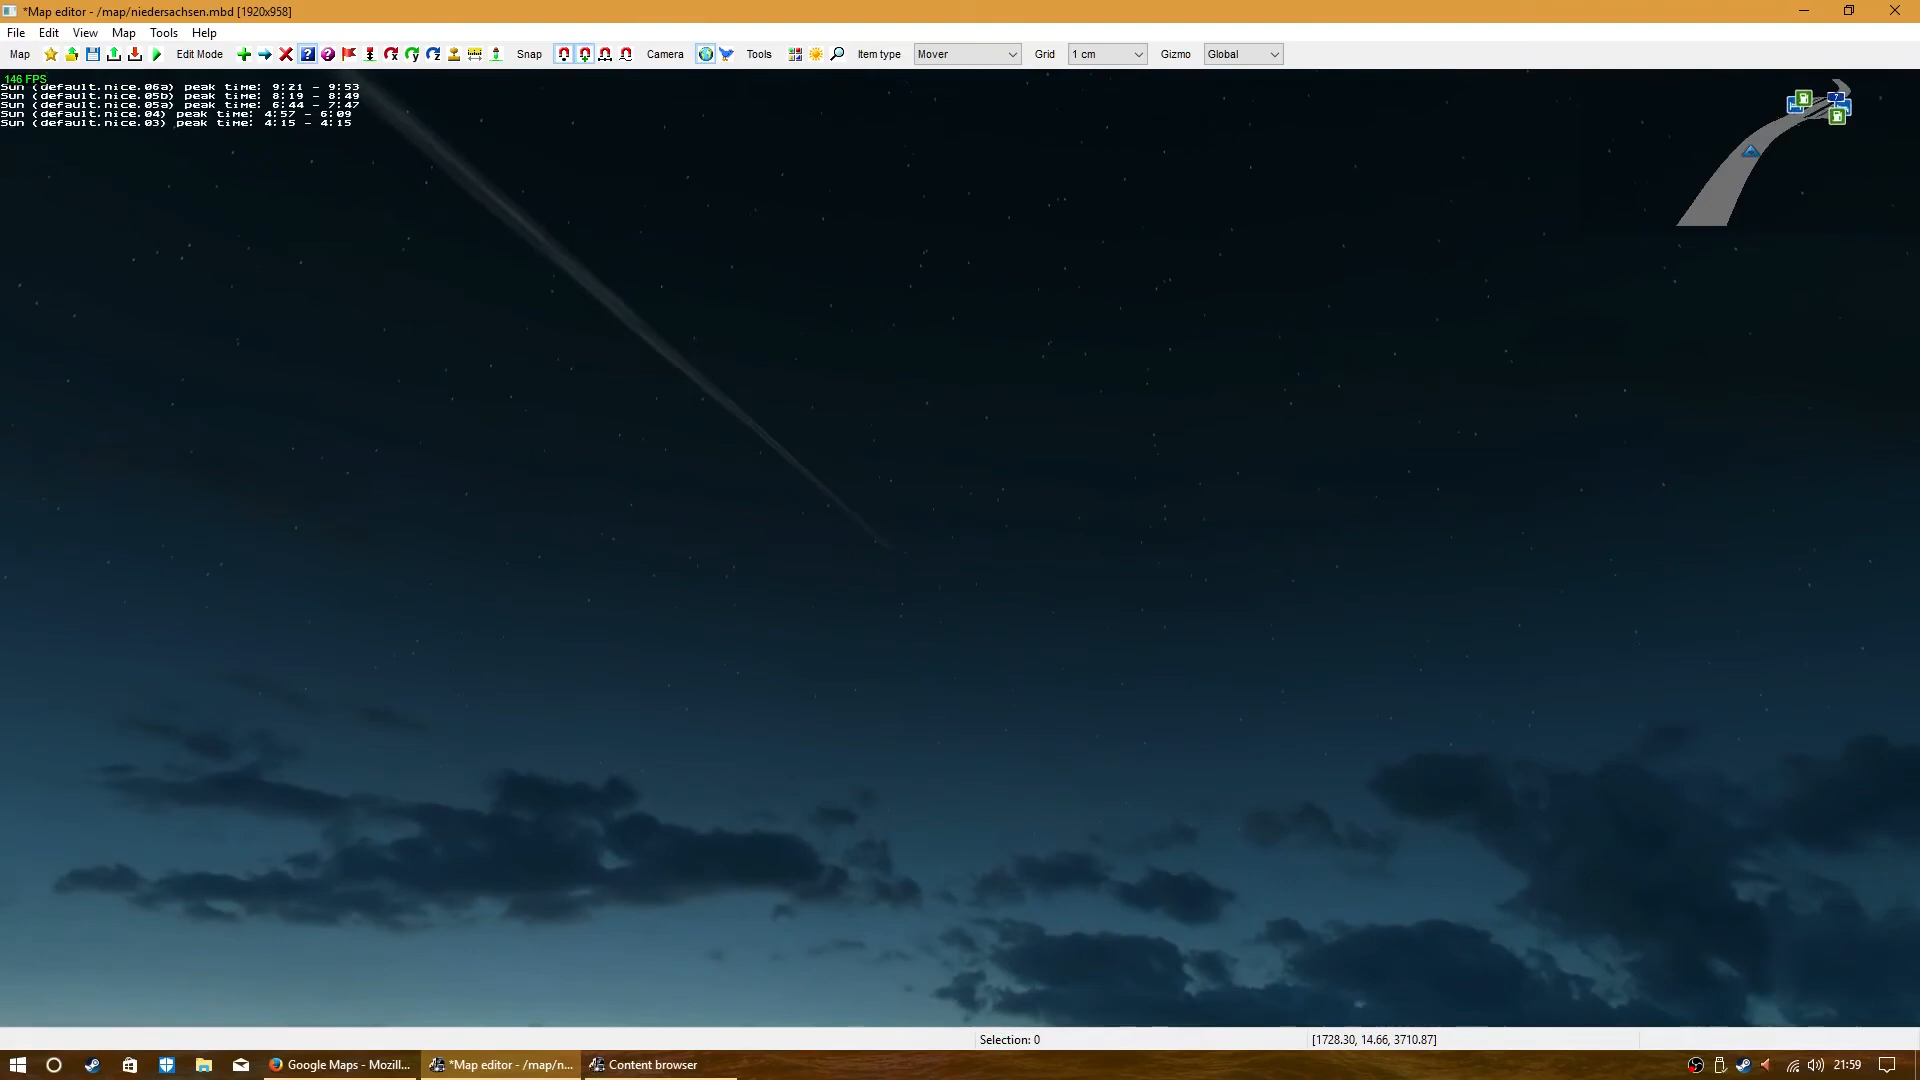 *Map editor - /map/niedersachsen.mbd [1920x958]
File Edit View Map Tools Help
Map Edit Mode Snap Camera Tools Item type Mover Grid 1 cm Gizmo Global
146 FPS
Sun (default.nice.06a) peak time: 9:21 - 9:53
Sun (default.nice.05b) peak time: 8:19 - 8:49
Sun (default.nice.05a) peak time: 6:44 - 7:47
Sun (default.nice.04) peak time: 4:57 - 6:09
Sun (default.nice.03) peak time: 4:15 - 4:15
7
Selection: 0 [1728.30, 14.66, 3710.87]
Google Maps - Mozill... *Map editor - /map/n... Content browser 21:59